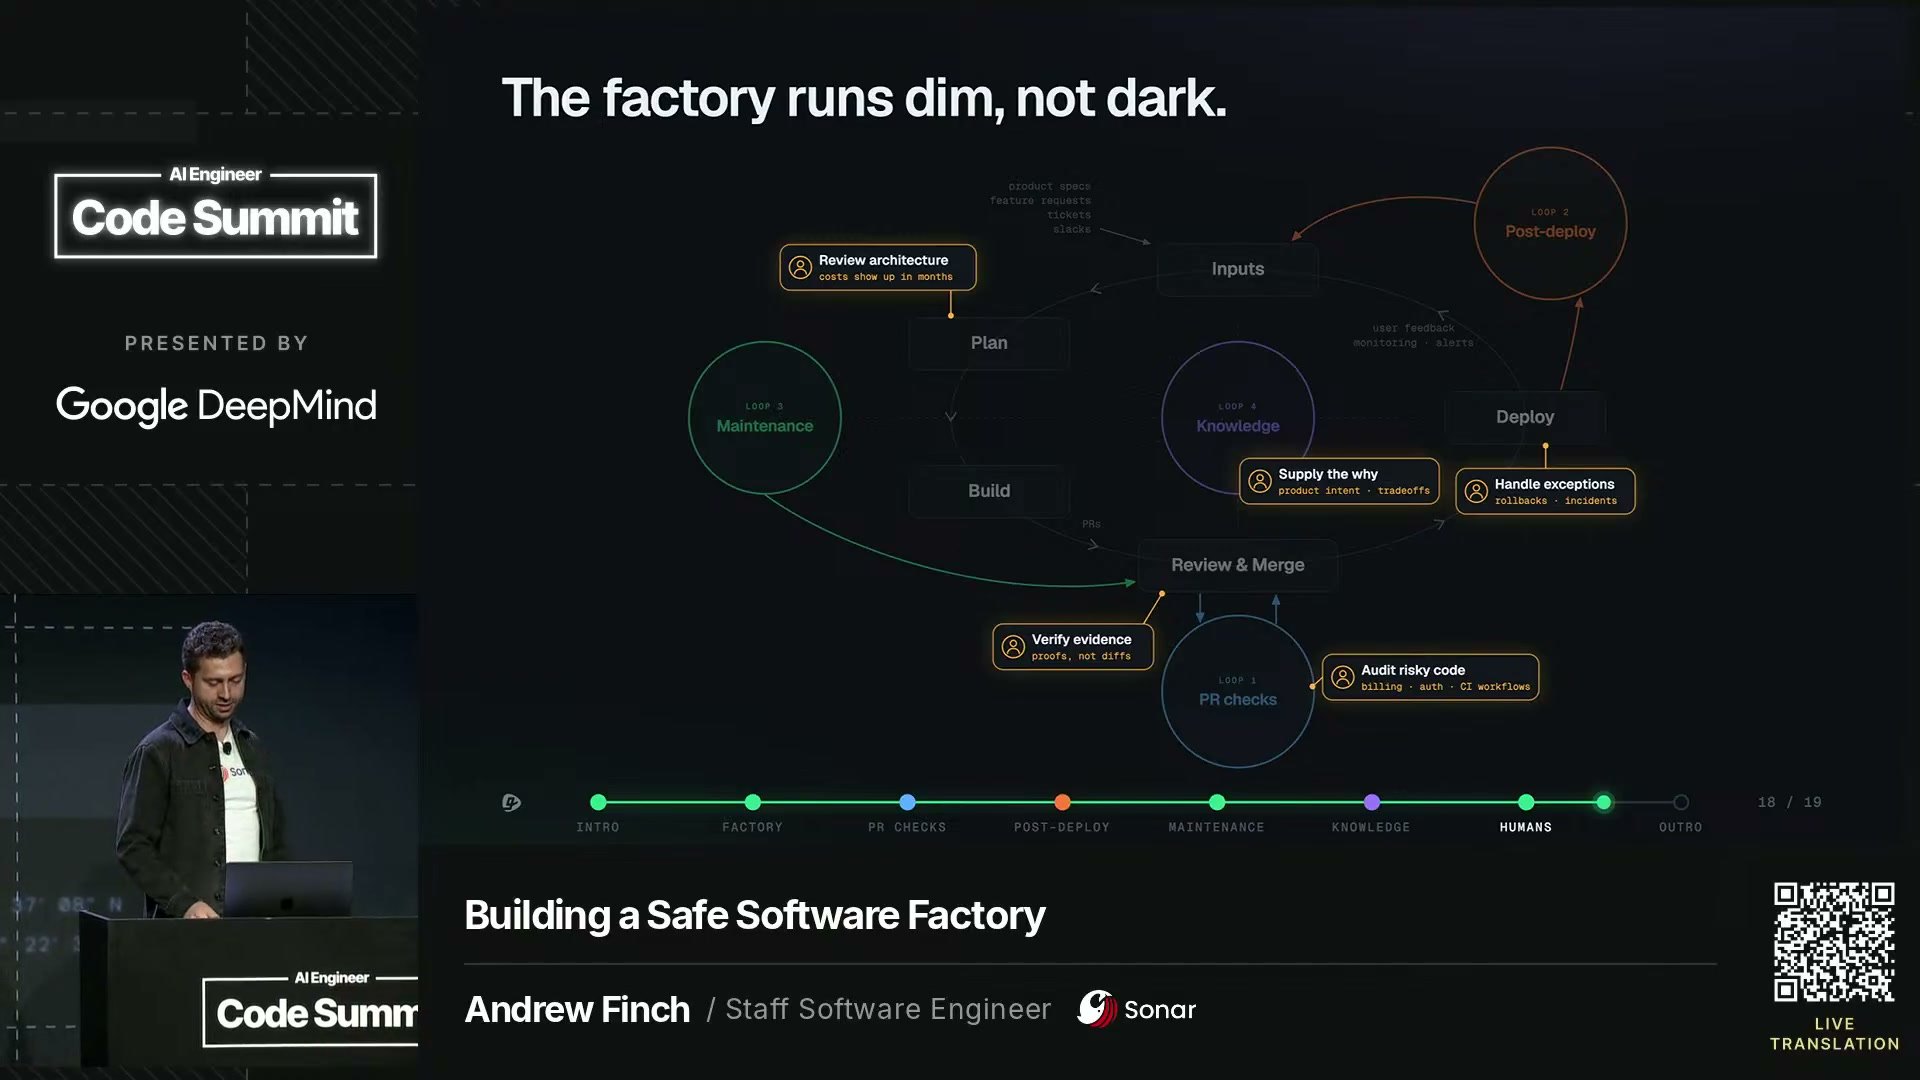 AI Engineer
Code Summit
PRESENTED BY
Google DeepMind
The factory runs dim, not dark.
product specs
feature requests
tickets
slacks
Inputs
LOOP 2
Post-deploy
Review architecture
costs show up in months
Plan
user feedback
monitoring · alerts
LOOP 3
Maintenance
LOOP 4
Knowledge
Deploy
Supply the why
product intent · tradeoffs
Handle exceptions
rollbacks · incidents
Build
PRs
Review & Merge
Verify evidence
proofs, not diffs
LOOP 1
PR checks
Audit risky code
billing · auth · CI workflows
INTRO
FACTORY
PR CHECKS
POST-DEPLOY
MAINTENANCE
KNOWLEDGE
HUMANS
OUTRO
18 / 19
Building a Safe Software Factory
Andrew Finch / Staff Software Engineer
Sonar
LIVE
TRANSLATION
Son
37° 08" N
22°
AI Engineer
Code Summ